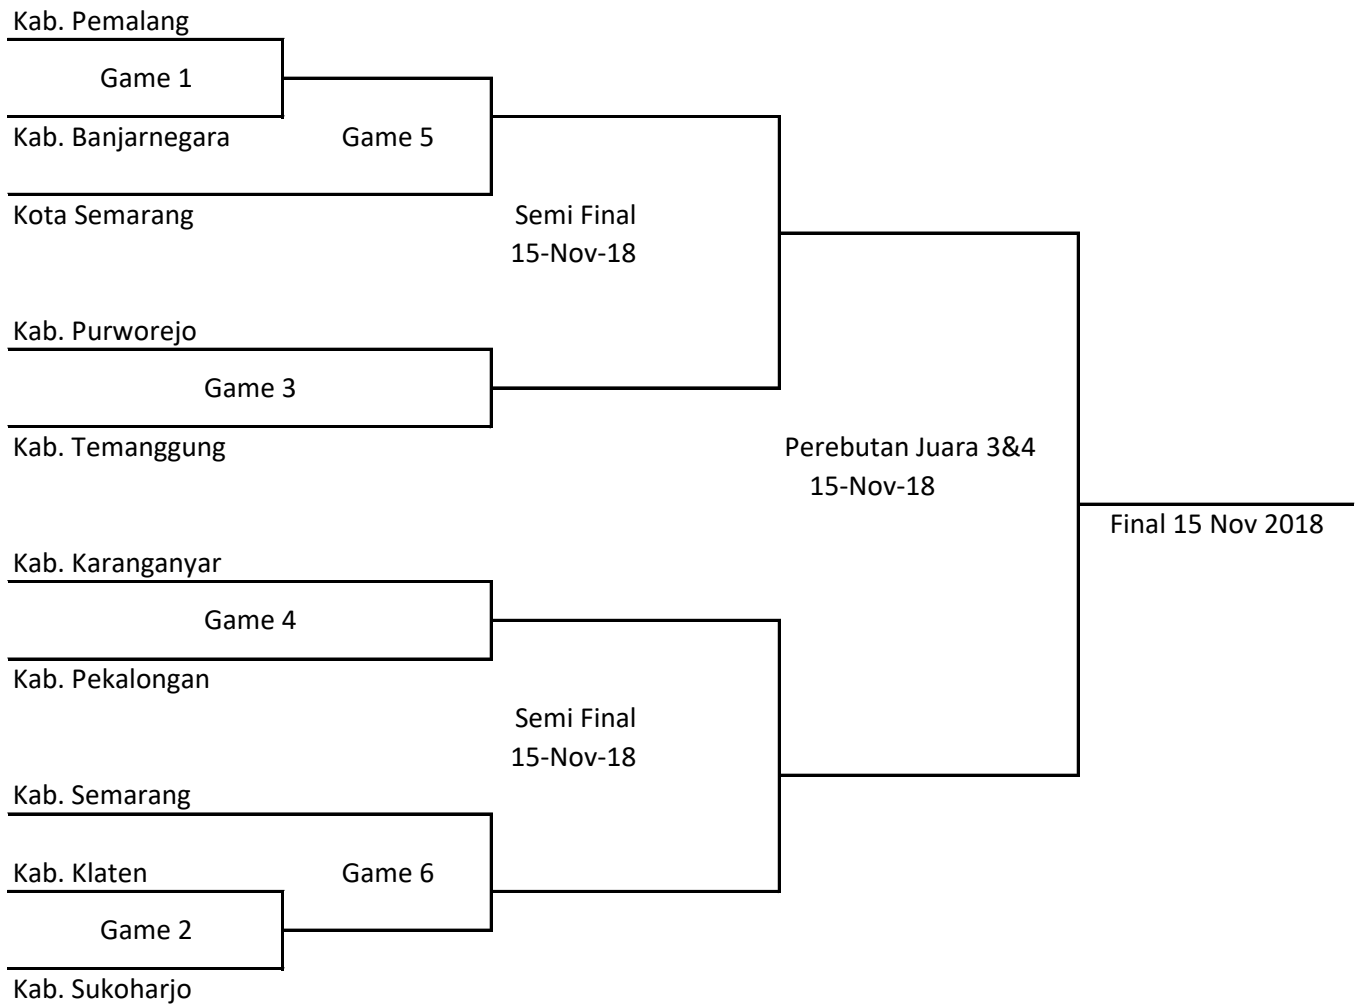 Kab. Pemalang
Game 1
Kab. Banjarnegara
Game 5
Kota Semarang
Semi Final
15-Nov-18
Kab. Purworejo
Game 3
Kab. Temanggung
Perebutan Juara 3&4
15-Nov-18
Final 15 Nov 2018
Kab. Karanganyar
Game 4
Kab. Pekalongan
Semi Final
15-Nov-18
Kab. Semarang
Kab. Klaten
Game 6
Game 2
Kab. Sukoharjo